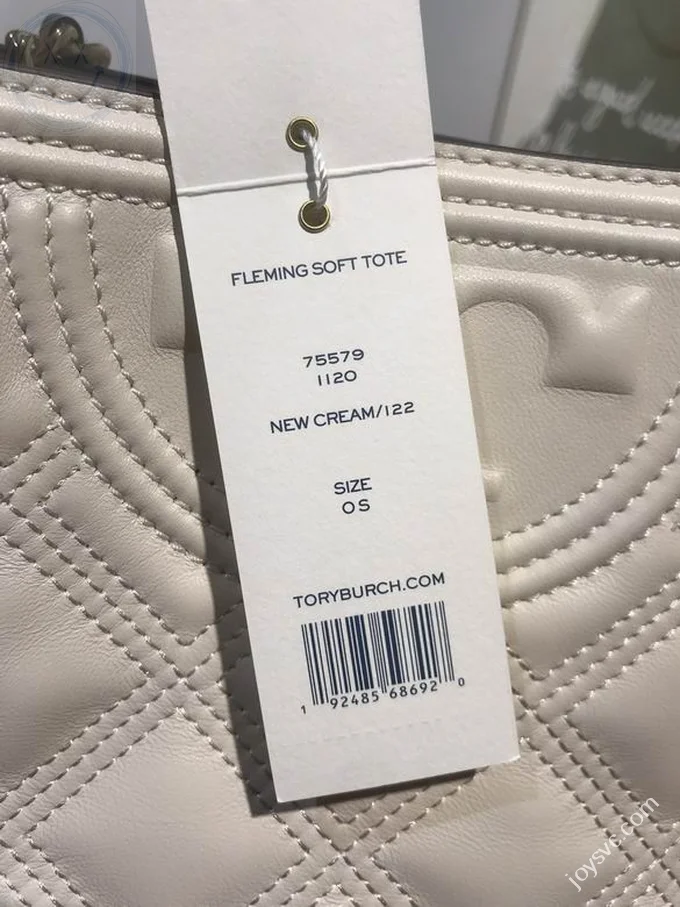 FLEMING SOFT TOTE
75579
1120
NEW CREAM/122
SIZE
OS
TORYBURCH.COM
1 92485 68692 0
joysvc.com